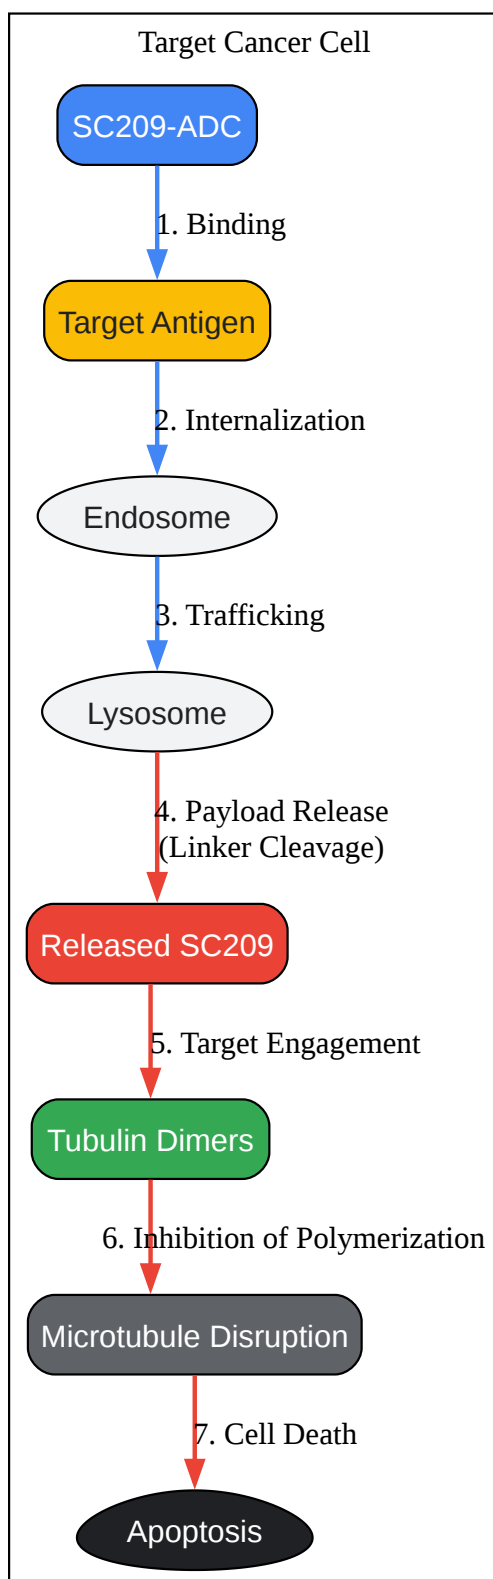 Target Cancer Cell
SC209-ADC
1. Binding
Target Antigen
2. Internalization
Endosome
3. Trafficking
Lysosome
4. Payload Release
(Linker Cleavage)
Released SC209
5. Target Engagement
Tubulin Dimers
6. Inhibition of Polymerization
Microtubule Disruption
7. Cell Death
Apoptosis